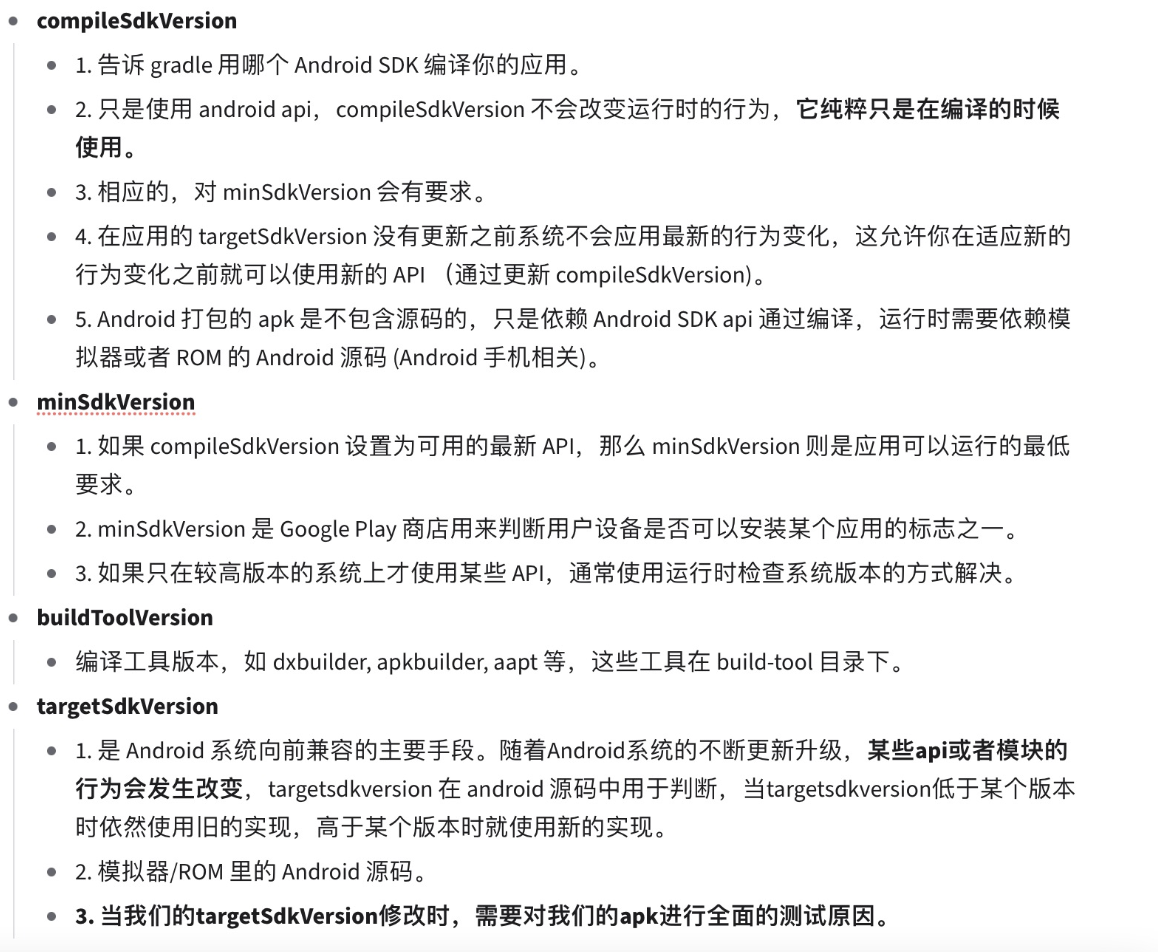 compileSdkVersion
1. 告诉 gradle 用哪个 Android SDK 编译你的应用。
2. 只是使用 android api，compileSdkVersion 不会改变运行时的行为，它纯粹只是在编译的时候
使用。
3. 相应的，对 minSdkVersion 会有要求。
4. 在应用的 targetSdkVersion 没有更新之前系统不会应用最新的行为变化，这允许你在适应新的
行为变化之前就可以使用新的 API （通过更新 compileSdkVersion)。
5. Android 打包的 apk 是不包含源码的，只是依赖 Android SDK api 通过编译，运行时需要依赖模
拟器或者 ROM 的 Android 源码 (Android 手机相关)。
minSdkVersion
1. 如果 compileSdkVersion 设置为可用的最新 API，那么 minSdkVersion 则是应用可以运行的最低
要求。
2. minSdkVersion 是 Google Play 商店用来判断用户设备是否可以安装某个应用的标志之一。
3. 如果只在较高版本的系统上才使用某些 API，通常使用运行时检查系统版本的方式解决。
buildToolVersion
编译工具版本，如 dxbuilder, apkbuilder, aapt 等，这些工具在 build-tool 目录下。
targetSdkVersion
1. 是 Android 系统向前兼容的主要手段。随着Android系统的不断更新升级，某些api或者模块的
行为会发生改变，targetsdkversion 在 android 源码中用于判断，当targetsdkversion低于某个版本
时依然使用旧的实现，高于某个版本时就使用新的实现。
2. 模拟器/ROM 里的 Android 源码。
3. 当我们的targetSdkVersion修改时，需要对我们的apk进行全面的测试原因。